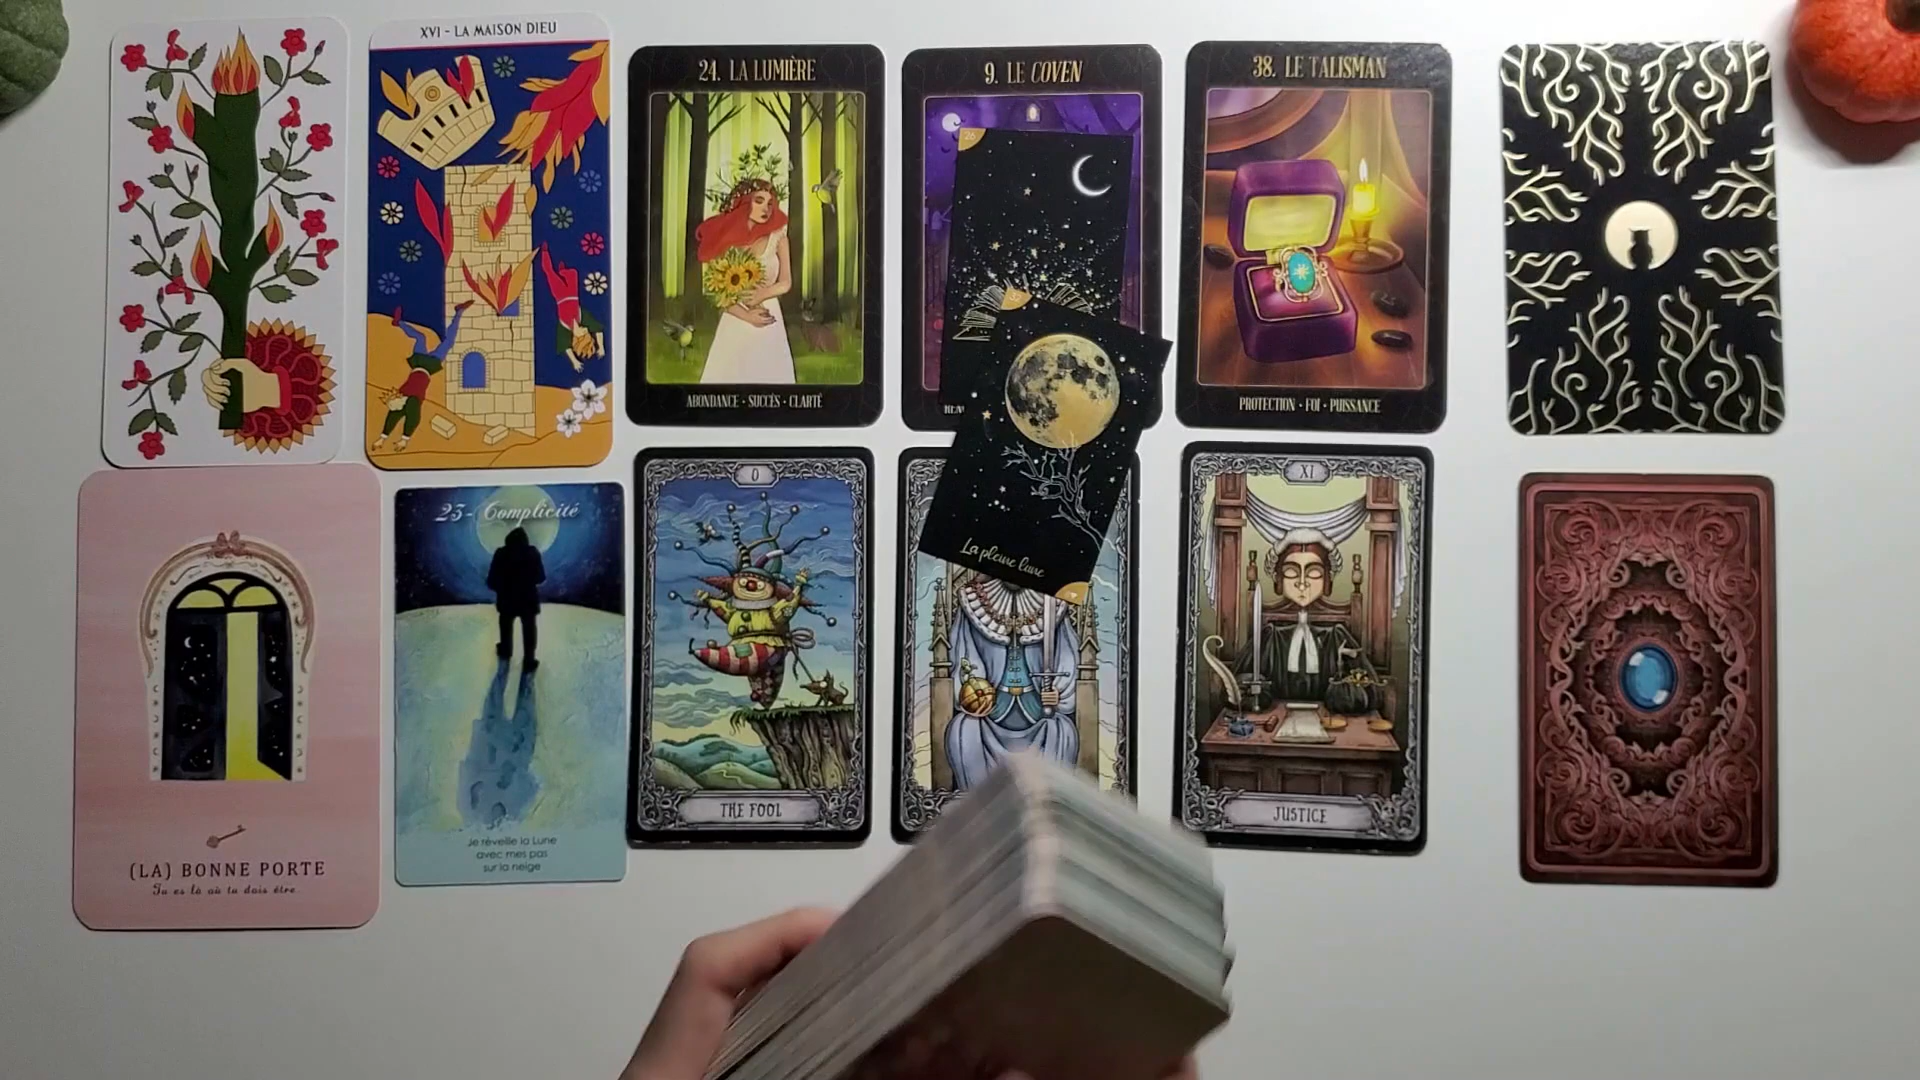 XVI - LA MAISON DIEU
24. LA LUMIÈRE
ABONDANCE • SUCCÈS • CLARTÉ
9. LE COVEN
26
32
La pleine lune
38. LE TALISMAN
PROTECTION • FOI • PUISSANCE
(LA) BONNE PORTE
Tu es là où tu dois être
23- Complicité
Je réveille la Lune
avec mes pas
sur la neige
0
THE FOOL
XI
JUSTICE